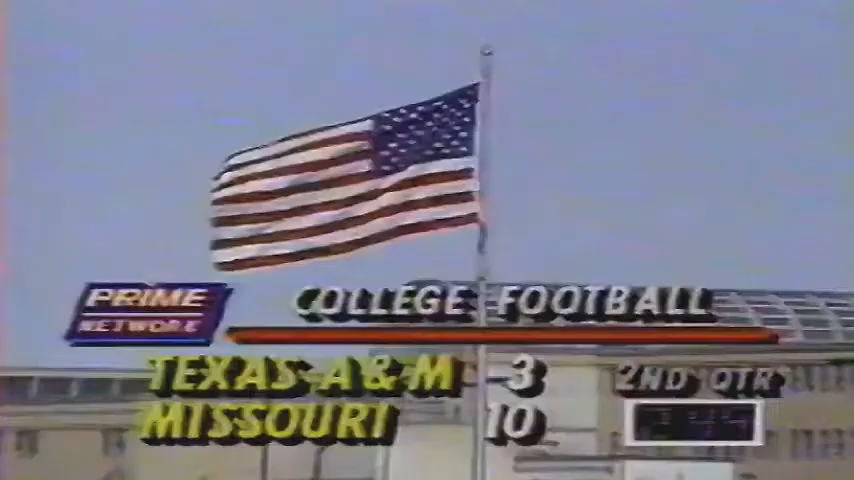 PRIME
NETWORK
COLLEGE FOOTBALL
TEXAS A&M 3
2ND QTR
MISSOURI 10